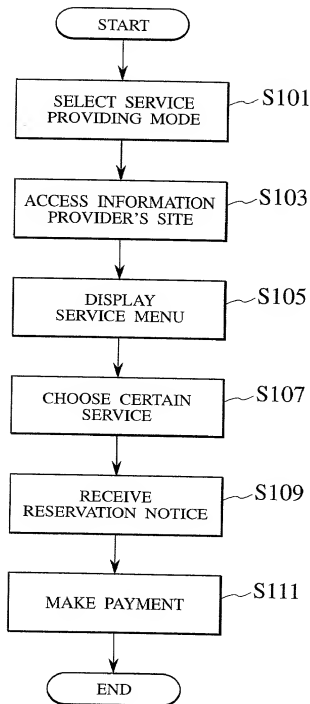 START
SELECT SERVICE
PROVIDING MODE
S101
ACCESS INFORMATION
PROVIDER'S SITE
S103
DISPLAY
SERVICE MENU
S105
CHOOSE CERTAIN
SERVICE
S107
RECEIVE
RESERVATION NOTICE
S109
MAKE PAYMENT
S111
END